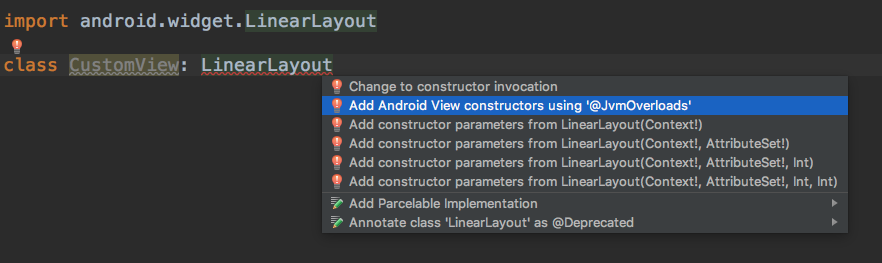 import android.widget.LinearLayout
class CustomView: LinearLayout
Change to constructor invocation
Add Android View constructors using '@JvmOverloads'
Add constructor parameters from LinearLayout(Context!)
Add constructor parameters from LinearLayout(Context!, AttributeSet!)
Add constructor parameters from LinearLayout(Context!, AttributeSet!, Int)
Add constructor parameters from LinearLayout(Context!, AttributeSet!, Int, Int)
Add Parcelable Implementation
Annotate class 'LinearLayout' as @Deprecated